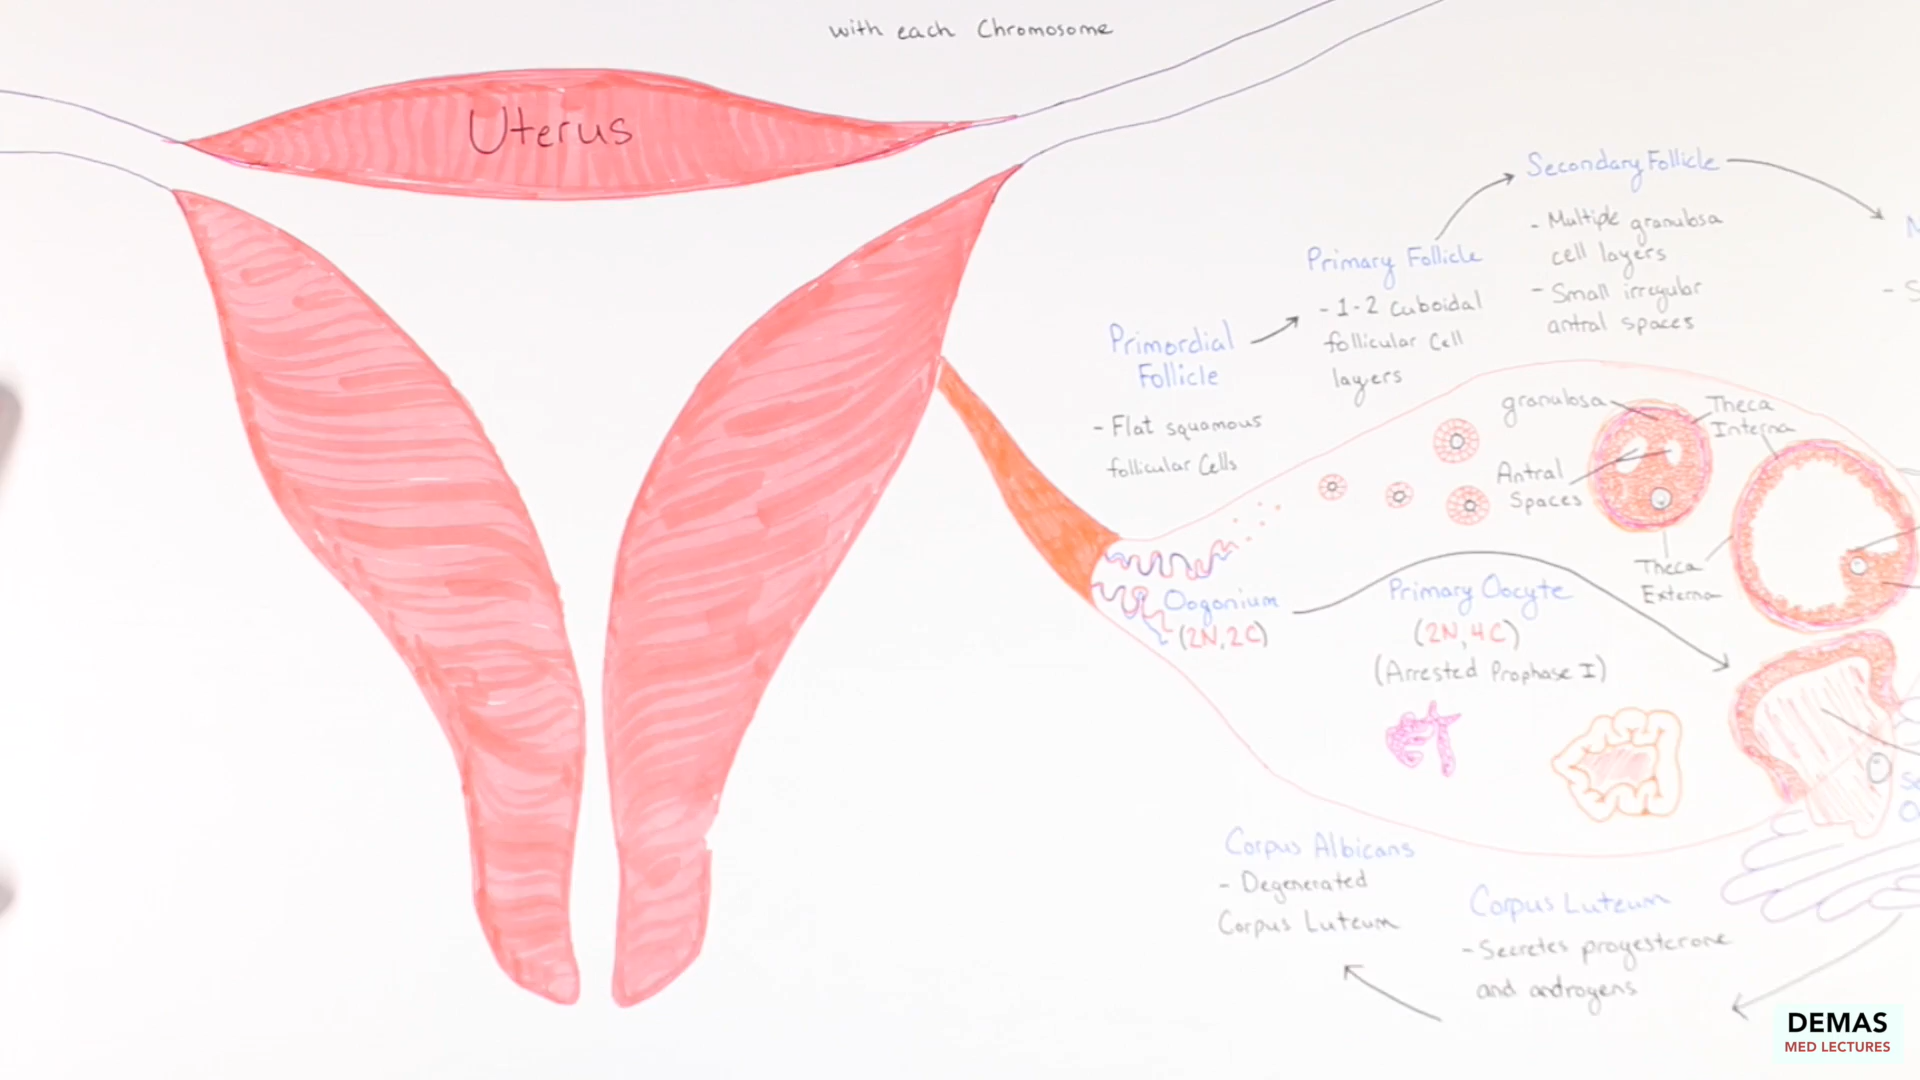 with each Chromosome
Uterus
Secondary Follicle
- Multiple granulosa
cell layers
- Small irregular
antral spaces
Primary Follicle
- 1-2 cuboidal
follicular Cell
layers
Primordial
Follicle
- Flat squamous
follicular Cells
granulosa
Theca
Interna
Antral
Spaces
Theca
Externa
Oogonium
(2N, 2C)
Primary Oocyte
(2N, 4C)
(Arrested Prophase I)
Corpus Albicans
- Degenerated
Corpus Luteum
Corpus Luteum
- Secretes progesterone
and androgens
DEMAS
MED LECTURES